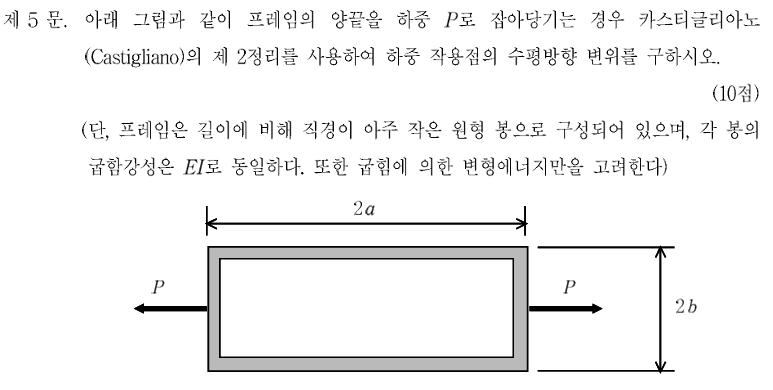 제 5 문. 아래 그림과 같이 프레임의 양끝을 하중 P로 잡아당기는 경우 카스티글리아노
(Castigliano)의 제 2정리를 사용하여 하중 작용점의 수평방향 변위를 구하시오.
(10점)
(단, 프레임은 길이에 비해 직경이 아주 작은 원형 봉으로 구성되어 있으며, 각 봉의
굽힘강성은 EI로 동일하다. 또한 굽힘에 의한 변형에너지만을 고려한다)
2a
P
P
2b